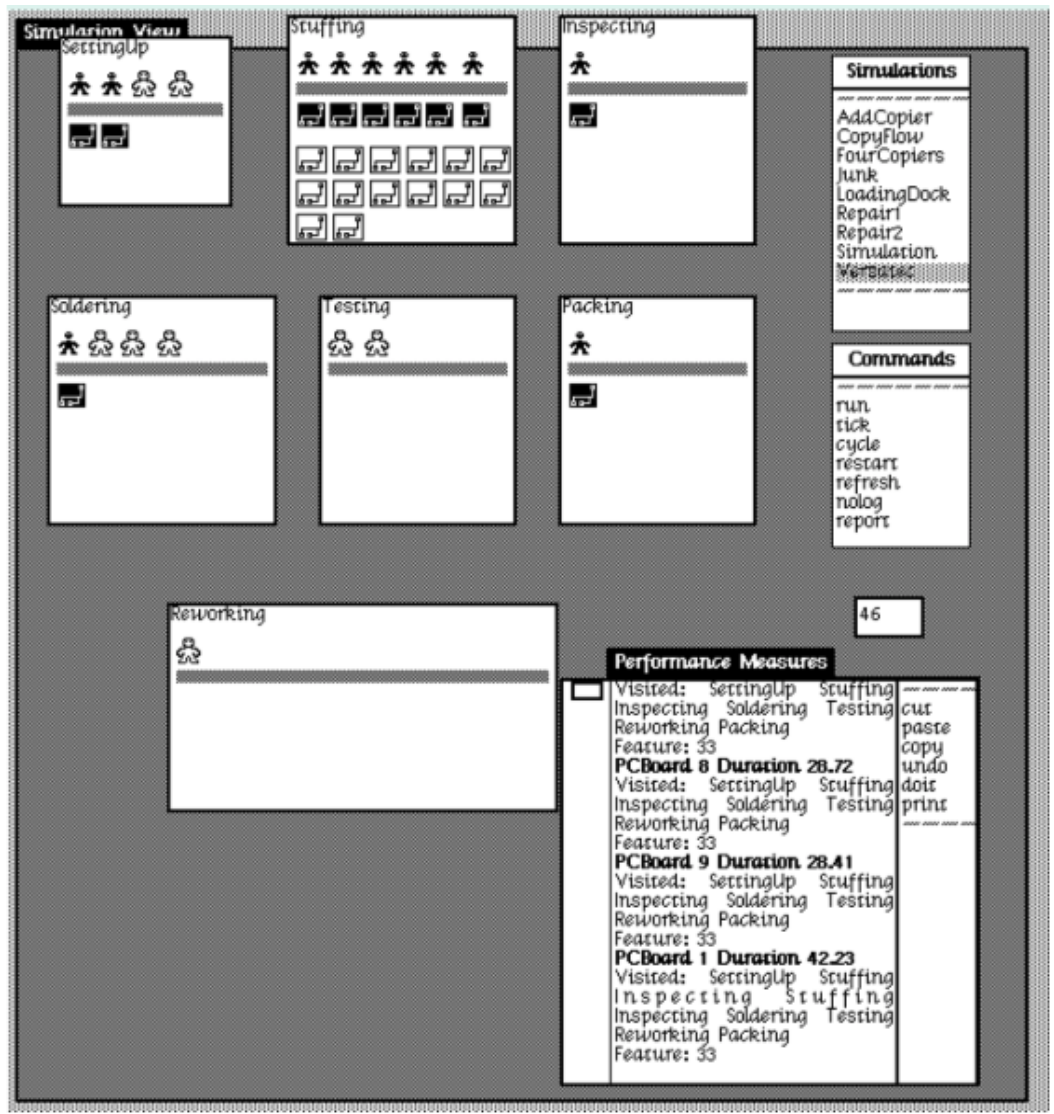 Simulation View
SettingUp
Stuffing
Inspecting
Simulations
AddCopier
CopyFlow
FourCopiers
Junk
LoadingDock
Repair1
Repair2
Simulation
Versatec
Soldering
Testing
Packing
Commands
run
tick
cycle
restart
refresh
nolog
report
Reworking
46
Performance Measures
Visited: SettingUp Stuffing
Inspecting Soldering Testing
Reworking Packing
Feature: 33
PCBoard 8 Duration 28.72
Visited: SettingUp Stuffing
Inspecting Soldering Testing
Reworking Packing
Feature: 33
PCBoard 9 Duration 28.41
Visited: SettingUp Stuffing
Inspecting Soldering Testing
Reworking Packing
Feature: 33
PCBoard 1 Duration 42.23
Visited: SettingUp Stuffing
Inspecting Stuffing
Inspecting Soldering Testing
Reworking Packing
Feature: 33
cut
paste
copy
undo
doit
print